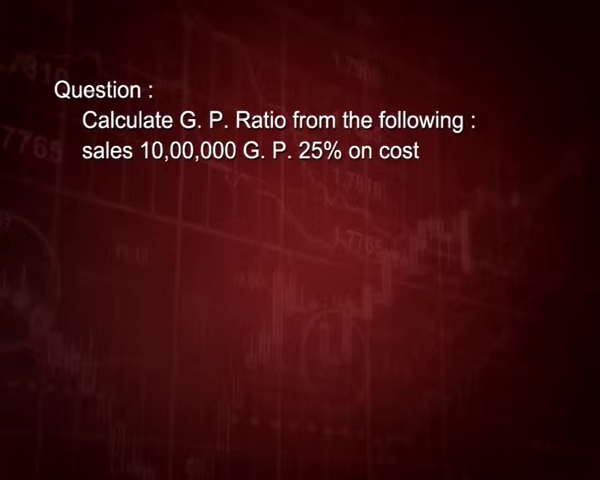 Question :
Calculate G. P. Ratio from the following :
sales 10,00,000 G. P. 25% on cost